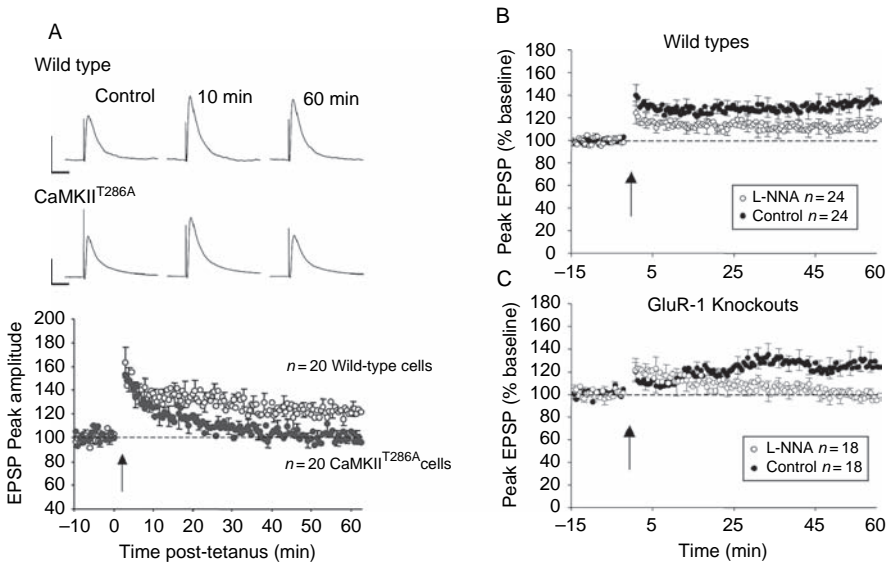 A
Wild type
Control 10 min 60 min
CaMKII^T286A
200
180
160
140
120
100
80
60
40
EPSP Peak amplitude
n = 20 Wild-type cells
n = 20 CaMKII^T286A cells
–10 0 10 20 30 40 50 60
Time post-tetanus (min)
B
Wild types
180
160
140
120
100
80
60
40
20
0
Peak EPSP (% baseline)
L-NNA n = 24
Control n = 24
–15 5 25 45 60
C
GluR-1 Knockouts
180
160
140
120
100
80
60
40
20
0
Peak EPSP (% baseline)
L-NNA n = 18
Control n = 18
–15 5 25 45 60
Time (min)